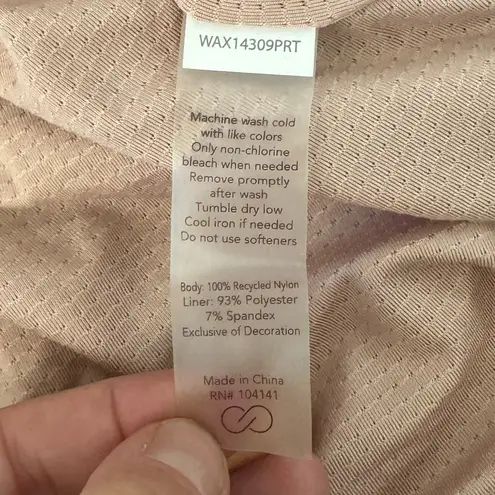 WAX14309PRT
Machine wash cold
with like colors
Only non-chlorine
bleach when needed
Remove promptly
after wash
Tumble dry low
Cool iron if needed
Do not use softeners
Body: 100% Recycled Nylon
Liner: 93% Polyester
7% Spandex
Exclusive of Decoration
Made in China
RN# 104141